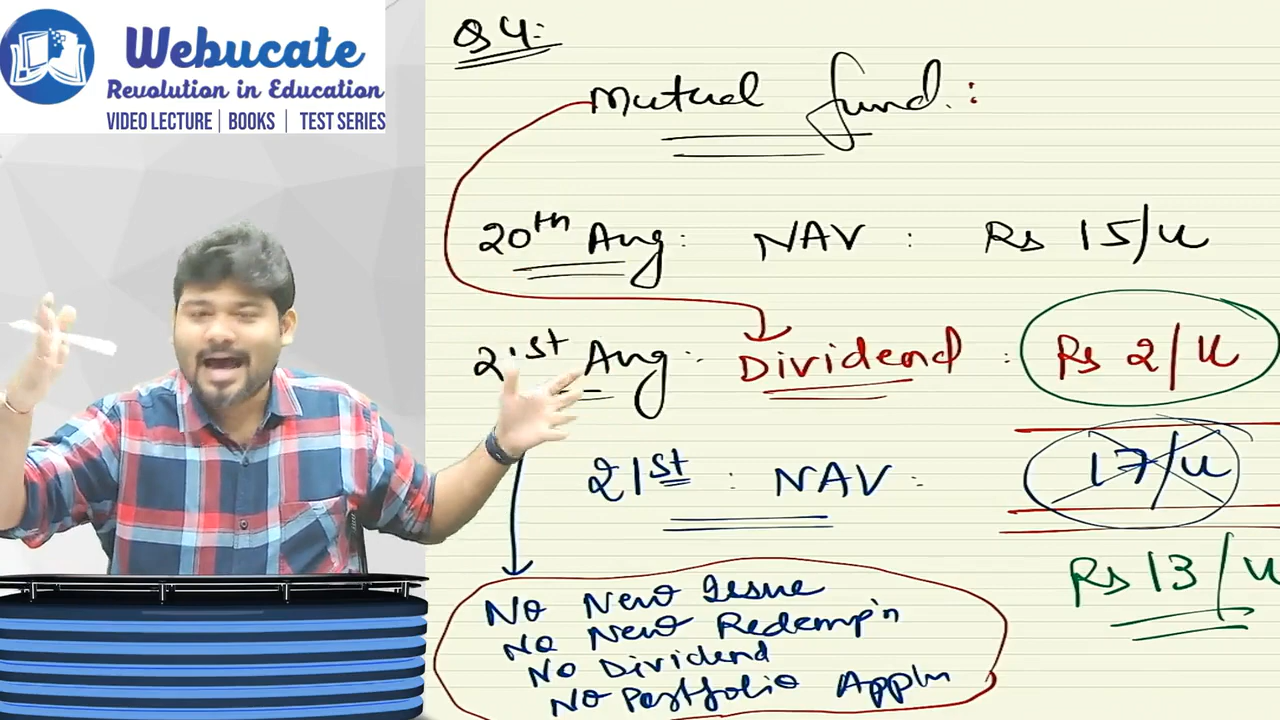 Webucate
Revolution in Education
VIDEO LECTURE | BOOKS | TEST SERIES
Q4:
Mutual fund:
20th Aug: NAV : Rs 15/u
21st Aug: Dividend : Rs 2/u
21st : NAV : 17/u
Rs 13/u
No New Issue
No New Redemp'n
No Dividend
No Portfolio Appln